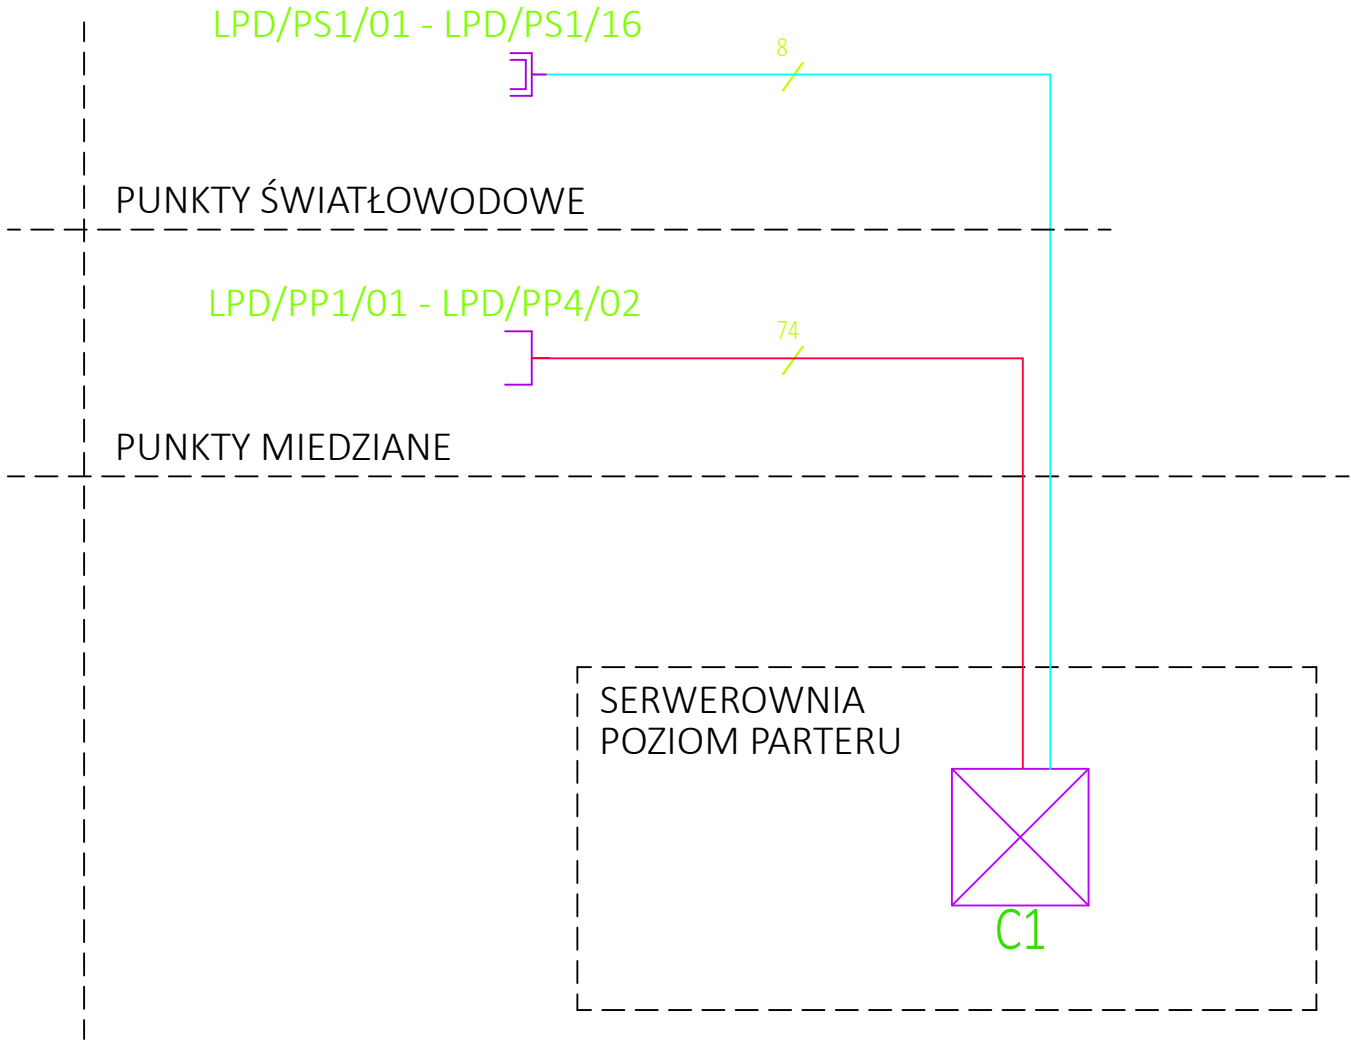 LPD/PS1/01 - LPD/PS1/16
8
PUNKTY ŚWIATŁOWODOWE
LPD/PP1/01 - LPD/PP4/02
74
PUNKTY MIEDZIANE
SERWEROWNIA
POZIOM PARTERU
C1